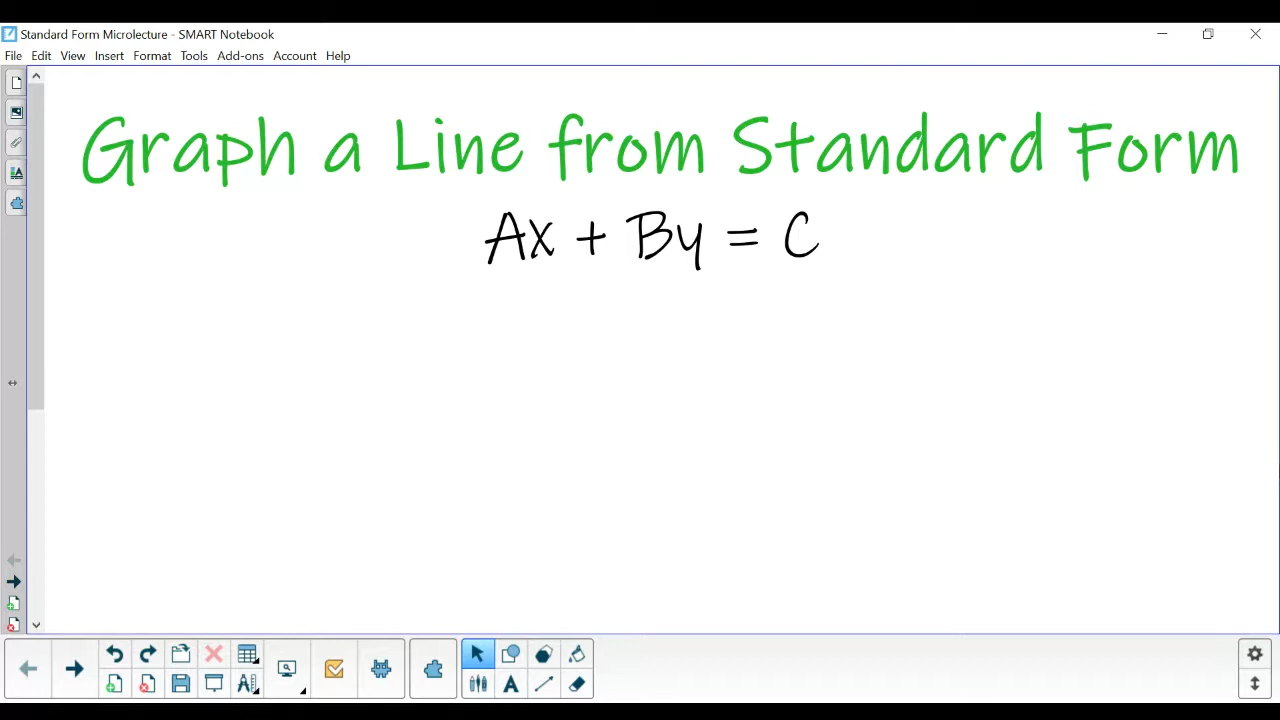 Standard Form Microlecture - SMART Notebook
File Edit View Insert Format Tools Add-ons Account Help
Graph a Line from Standard Form
Ax + By = C